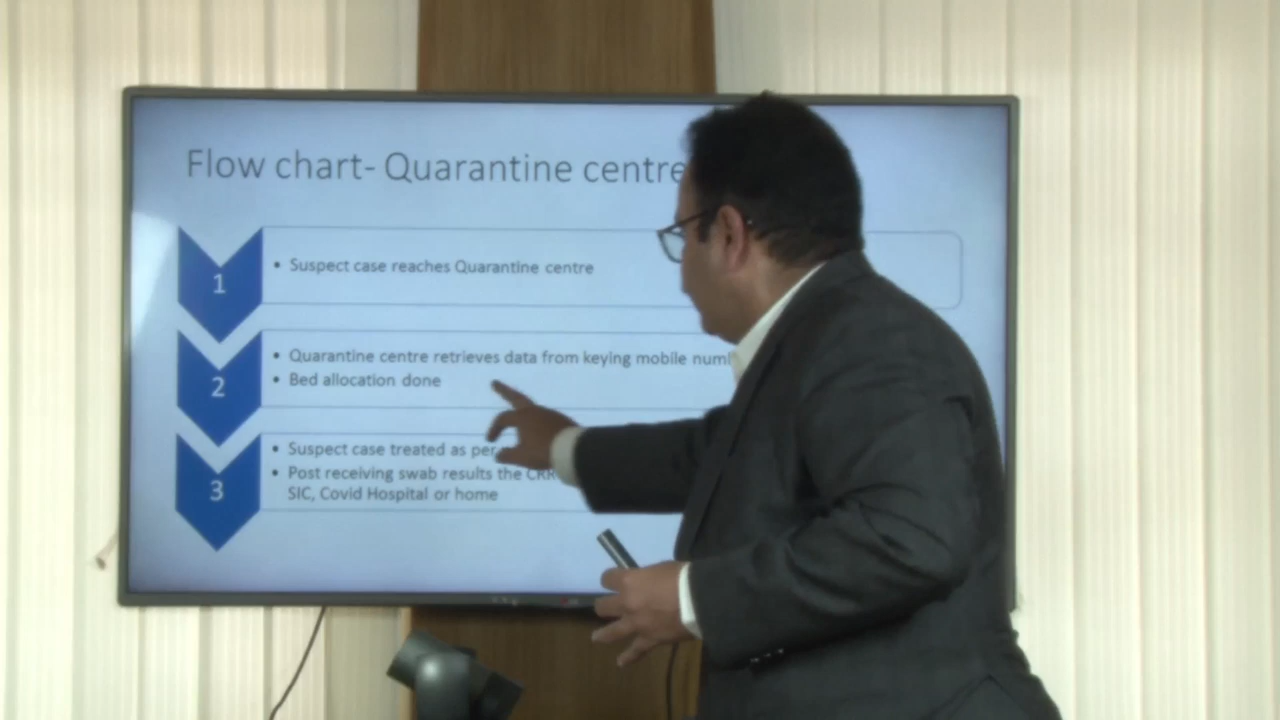 Flow chart- Quarantine centre
1
• Suspect case reaches Quarantine centre
2
• Quarantine centre retrieves data from keying mobile
• Bed allocation done
3
• Suspect case treated as per
• Post receiving swab results the
SIC, Covid Hospital or home